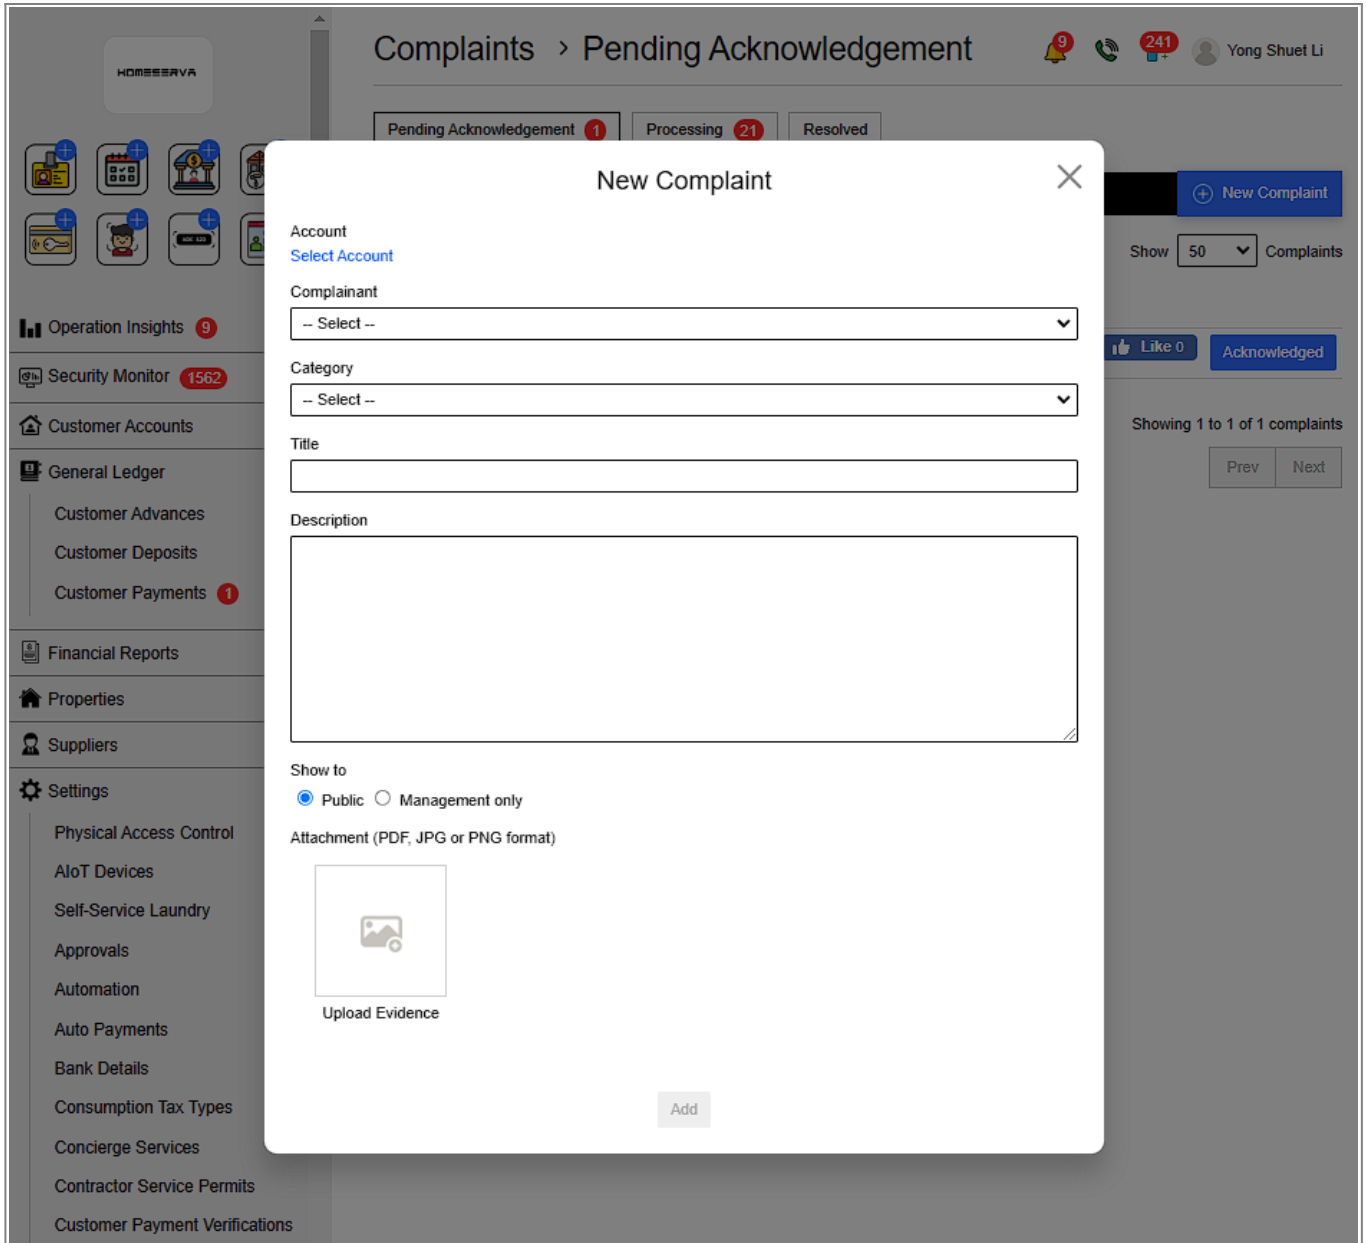 HOMESERVA
Complaints > Pending Acknowledgement
9
241
Yong Shuet Li
Pending Acknowledgement 1
Processing 21
Resolved
New Complaint
Show 50 Complaints
Like 0
Acknowledged
Showing 1 to 1 of 1 complaints
Prev
Next
Operation Insights 9
Security Monitor 1562
Customer Accounts
General Ledger
Customer Advances
Customer Deposits
Customer Payments 1
Financial Reports
Properties
Suppliers
Settings
Physical Access Control
AIoT Devices
Self-Service Laundry
Approvals
Automation
Auto Payments
Bank Details
Consumption Tax Types
Concierge Services
Contractor Service Permits
Customer Payment Verifications
New Complaint
Account
Select Account
Complainant
-- Select --
Category
-- Select --
Title
Description
Show to
Public Management only
Attachment (PDF, JPG or PNG format)
Upload Evidence
Add